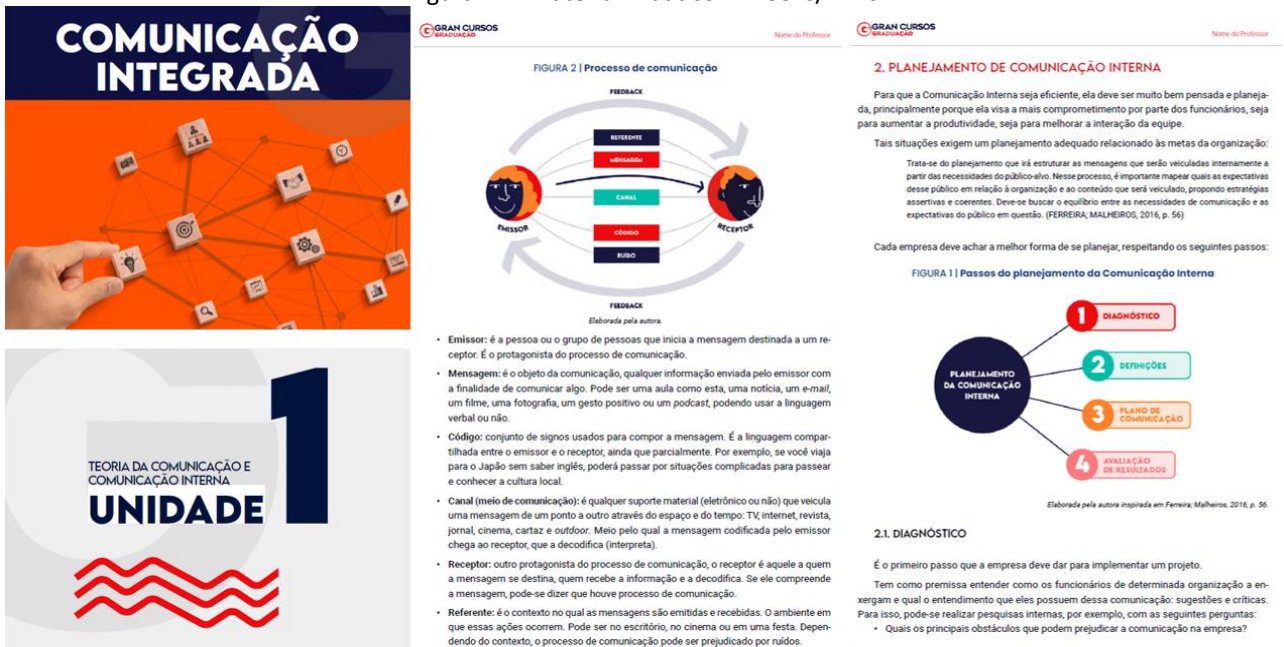 COMUNICAÇÃO
INTEGRADA
TEORIA DA COMUNICAÇÃO E
COMUNICAÇÃO INTERNA
UNIDADE 1
GRAN CURSOS
GRADUAÇÃO
Nome do Professor
FIGURA 2 | Processo de comunicação
FEEDBACK
REFERENTE
MENSAGEM
CANAL
CÓDIGO
RUÍDO
EMISSOR
RECEPTOR
FEEDBACK
Elaborada pela autora.
• Emissor: é a pessoa ou o grupo de pessoas que inicia a mensagem destinada a um re-
ceptor. É o protagonista do processo de comunicação.
• Mensagem: é o objeto da comunicação, qualquer informação enviada pelo emissor com
a finalidade de comunicar algo. Pode ser uma aula como esta, uma notícia, um e-mail,
um filme, uma fotografia, um gesto positivo ou um podcast, podendo usar a linguagem
verbal ou não.
• Código: conjunto de signos usados para compor a mensagem. É a linguagem compar-
tilhada entre o emissor e o receptor, ainda que parcialmente. Por exemplo, se você viaja
para o Japão sem saber inglês, poderá passar por situações complicadas para passear
e conhecer a cultura local.
• Canal (meio de comunicação): é qualquer suporte material (eletrônico ou não) que veicula
uma mensagem de um ponto a outro através do espaço e do tempo: TV, internet, revista,
jornal, cinema, cartaz e outdoor. Meio pelo qual a mensagem codificada pelo emissor
chega ao receptor, que a decodifica (interpreta).
• Receptor: outro protagonista do processo de comunicação, o receptor é aquele a quem
a mensagem se destina, quem recebe a informação e a decodifica. Se ele compreende
a mensagem, pode-se dizer que houve processo de comunicação.
• Referente: é o contexto no qual as mensagens são emitidas e recebidas. O ambiente em
que essas ações ocorrem. Pode ser no escritório, no cinema ou em uma festa. Depen-
dendo do contexto, o processo de comunicação pode ser prejudicado por ruídos.
GRAN CURSOS
GRADUAÇÃO
Nome do Professor
2. PLANEJAMENTO DE COMUNICAÇÃO INTERNA
Para que a Comunicação Interna seja eficiente, ela deve ser muito bem pensada e planeja-
da, principalmente porque ela visa a mais comprometimento por parte dos funcionários, seja
para aumentar a produtividade, seja para melhorar a interação da equipe.
Tais situações exigem um planejamento adequado relacionado às metas da organização:
Trata-se do planejamento que irá estruturar as mensagens que serão veiculadas internamente a
partir das necessidades do público-alvo. Nesse processo, é importante mapear quais as expectativas
desse público em relação à organização e ao conteúdo que será veiculado, propondo estratégias
assertivas e coerentes. Deve-se buscar o equilíbrio entre as necessidades de comunicação e as
expectativas do público em questão. (FERREIRA; MALHEIROS, 2016, p. 56)
Cada empresa deve achar a melhor forma de se planejar, respeitando os seguintes passos:
FIGURA 1 | Passos do planejamento da Comunicação Interna
PLANEJAMENTO
DA COMUNICAÇÃO
INTERNA
1 DIAGNÓSTICO
2 DEFINIÇÕES
3 PLANO DE
COMUNICAÇÃO
4 AVALIAÇÃO
DE RESULTADOS
Elaborada pela autora inspirada em Ferreira; Malheiros, 2016, p. 56.
2.1. DIAGNÓSTICO
É o primeiro passo que a empresa deve dar para implementar um projeto.
Tem como premissa entender como os funcionários de determinada organização a en-
xergam e qual o entendimento que eles possuem dessa comunicação: sugestões e críticas.
Para isso, pode-se realizar pesquisas internas, por exemplo, com as seguintes perguntas:
• Quais os principais obstáculos que podem prejudicar a comunicação na empresa?